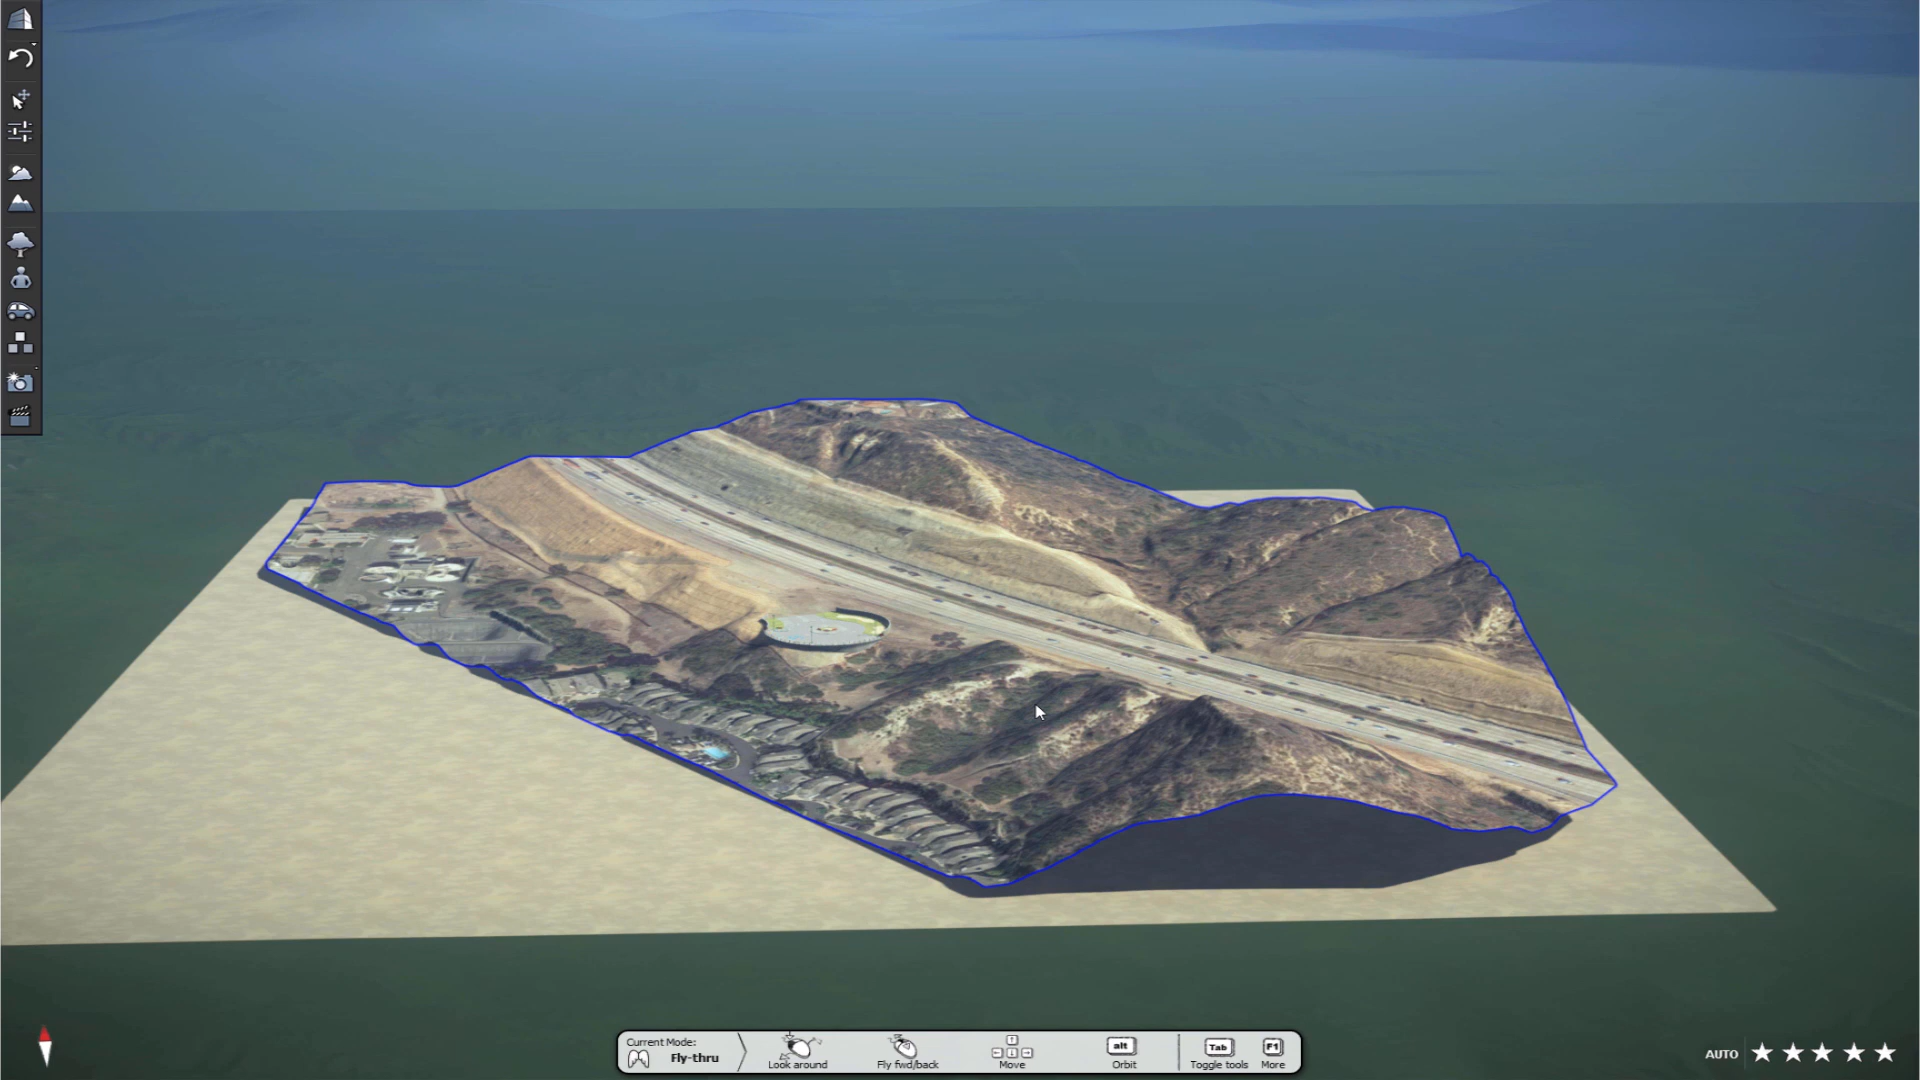 Current Mode:
Fly-thru
Look around
Fly fwd/back
Move
alt
Orbit
Tab
Toggle tools
F1
More
AUTO